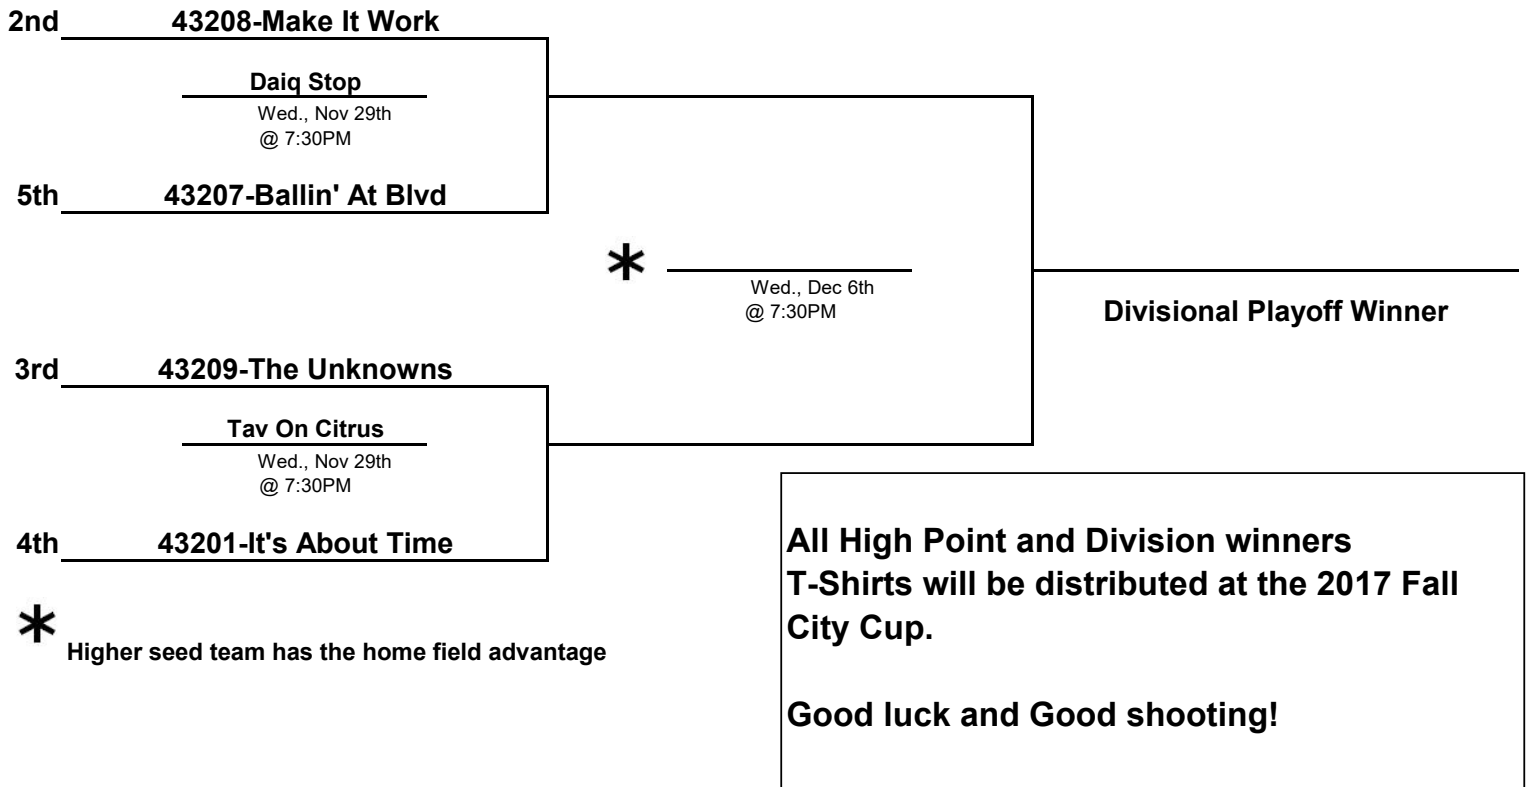 2nd 43208-Make It Work
Daiq Stop
Wed., Nov 29th
@ 7:30PM
5th 43207-Ballin' At Blvd
*
Wed., Dec 6th
@ 7:30PM
Divisional Playoff Winner
3rd 43209-The Unknowns
Tav On Citrus
Wed., Nov 29th
@ 7:30PM
4th 43201-It's About Time
* Higher seed team has the home field advantage
All High Point and Division winners
T-Shirts will be distributed at the 2017 Fall
City Cup.
Good luck and Good shooting!